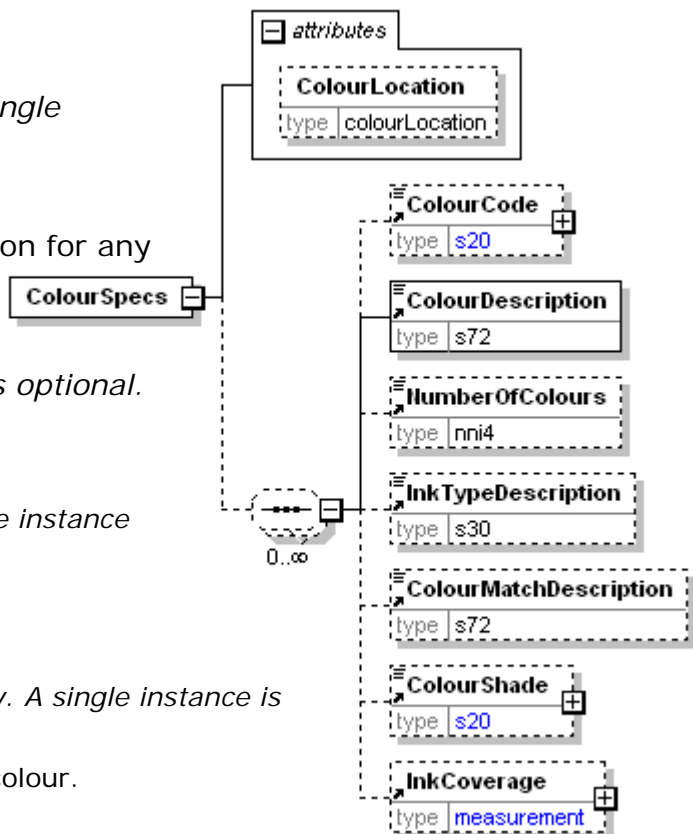 attributes
ColourLocation
type colourLocation
ngle
ColourCode
type s20
on for any
ColourSpecs
ColourDescription
type s72
s optional.
NumberOfColours
type nni4
InkTypeDescription
e instance
type s30
0..∞
ColourMatchDescription
type s72
y. A single instance is
ColourShade
type s20
colour.
InkCoverage
type measurement